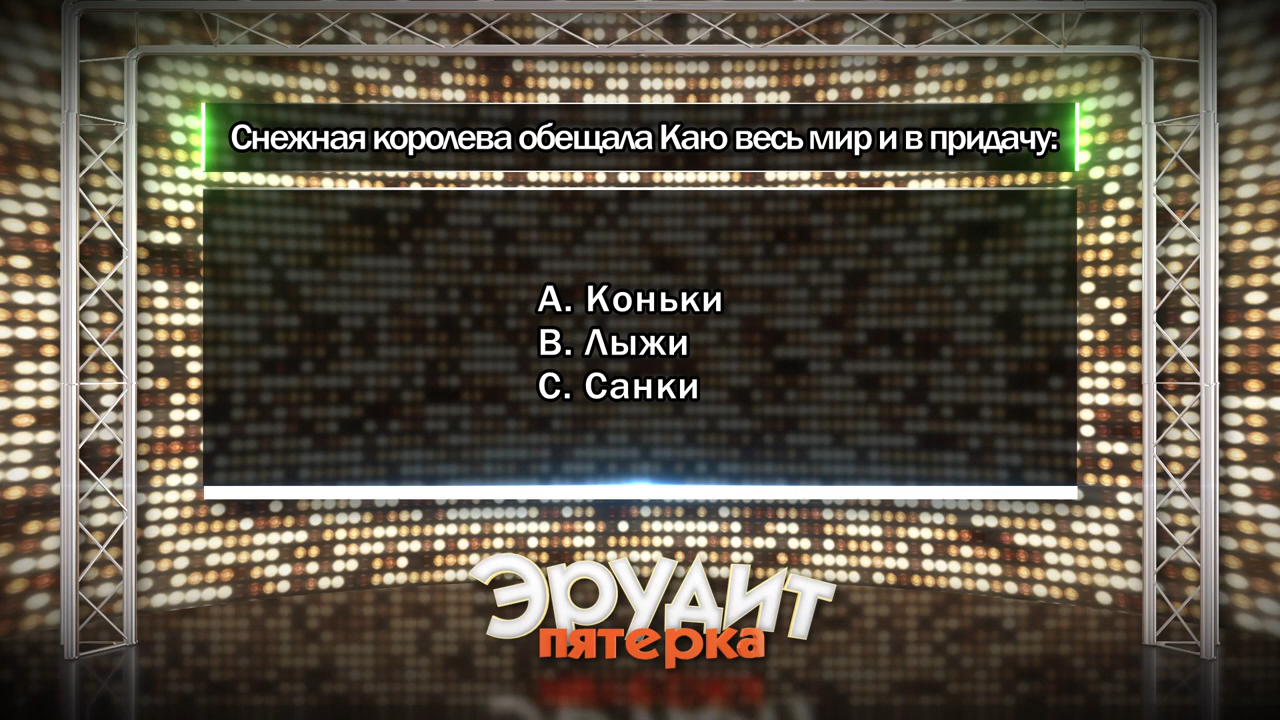 Снежная королева обещала Каю весь мир и в придачу:
A. Коньки
B. Лыжи
C. Санки
Эрудит
пятерка